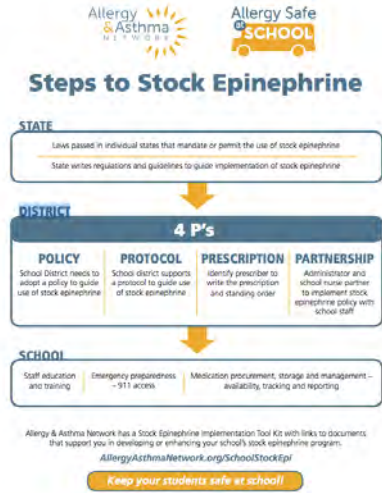 Allergy
&Asthma
NETWORK
Allergy Safe
at SCHOOL
Steps to Stock Epinephrine
STATE
Laws passed in individual states that mandate or permit the use of stock epinephrine
State writes regulations and guidelines to guide implementation of stock epinephrine
DISTRICT
4 P's
POLICY
School District needs to
adopt a policy to guide
use of stock epinephrine
PROTOCOL
School district supports
a protocol to guide use
of stock epinephrine
PRESCRIPTION
Identify prescriber to
write the prescription
and standing order
PARTNERSHIP
Administrator and
school nurse partner
to implement stock
epinephrine policy with
school staff
SCHOOL
Staff education
and training
Emergency preparedness
– 911 access
Medication procurement, storage and management –
availability, tracking and reporting
Allergy & Asthma Network has a Stock Epinephrine Implementation Tool Kit with links to documents
that support you in developing or enhancing your school's stock epinephrine program.
AllergyAsthmaNetwork.org/SchoolStockEpi
Keep your students safe at school!